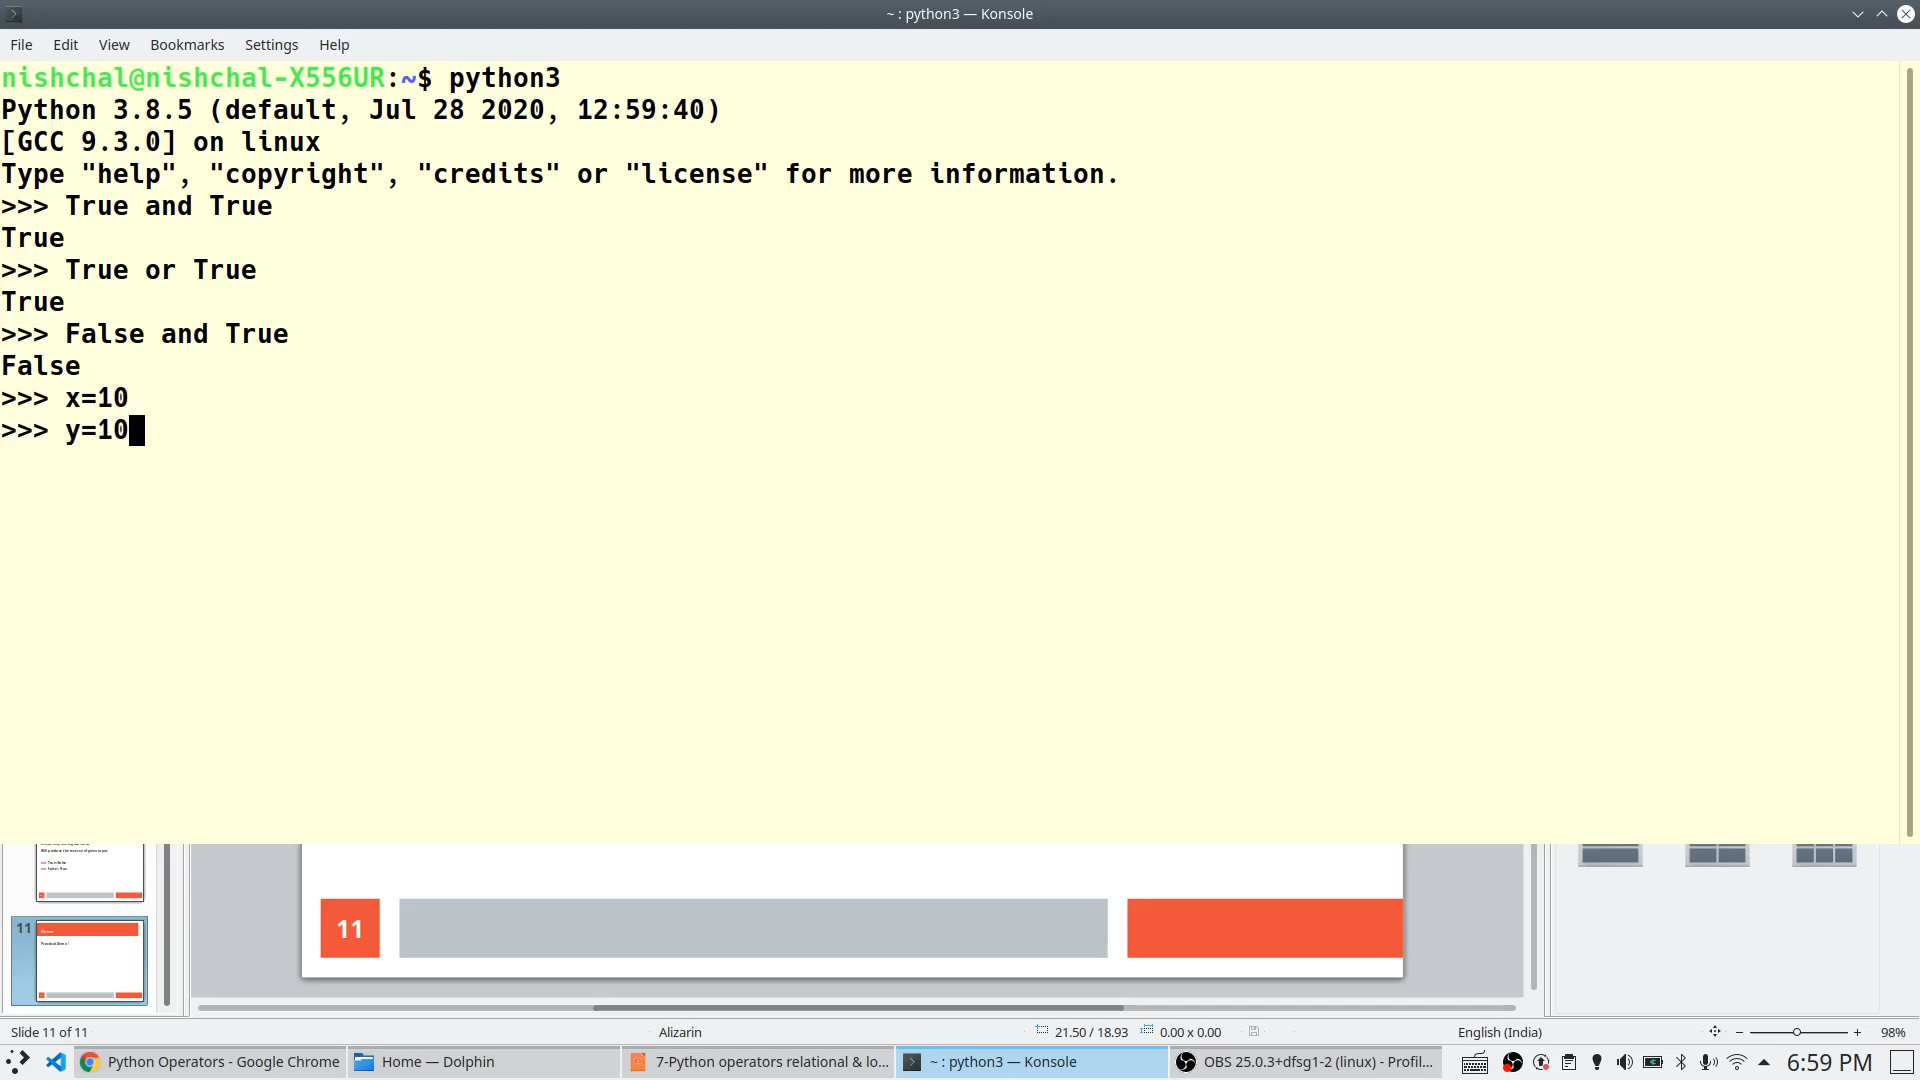 ~ : python3 — Konsole
File Edit View Bookmarks Settings Help
nishchal@nishchal-X556UR:~$ python3
Python 3.8.5 (default, Jul 28 2020, 12:59:40)
[GCC 9.3.0] on linux
Type "help", "copyright", "credits" or "license" for more information.
>>> True and True
True
>>> True or True
True
>>> False and True
False
>>> x=10
>>> y=10
11
11
Slide 11 of 11 Alizarin 21.50 / 18.93 0.00 x 0.00 English (India) 98%
Python Operators - Google Chrome Home — Dolphin 7-Python operators relational & lo... ~ : python3 — Konsole OBS 25.0.3+dfsg1-2 (linux) - Profil... 6:59 PM